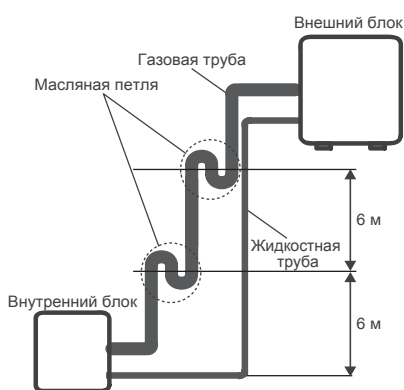 Внешний блок
Газовая труба
Масляная петля
6 м
Жидкостная
труба
Внутренний блок
6 м